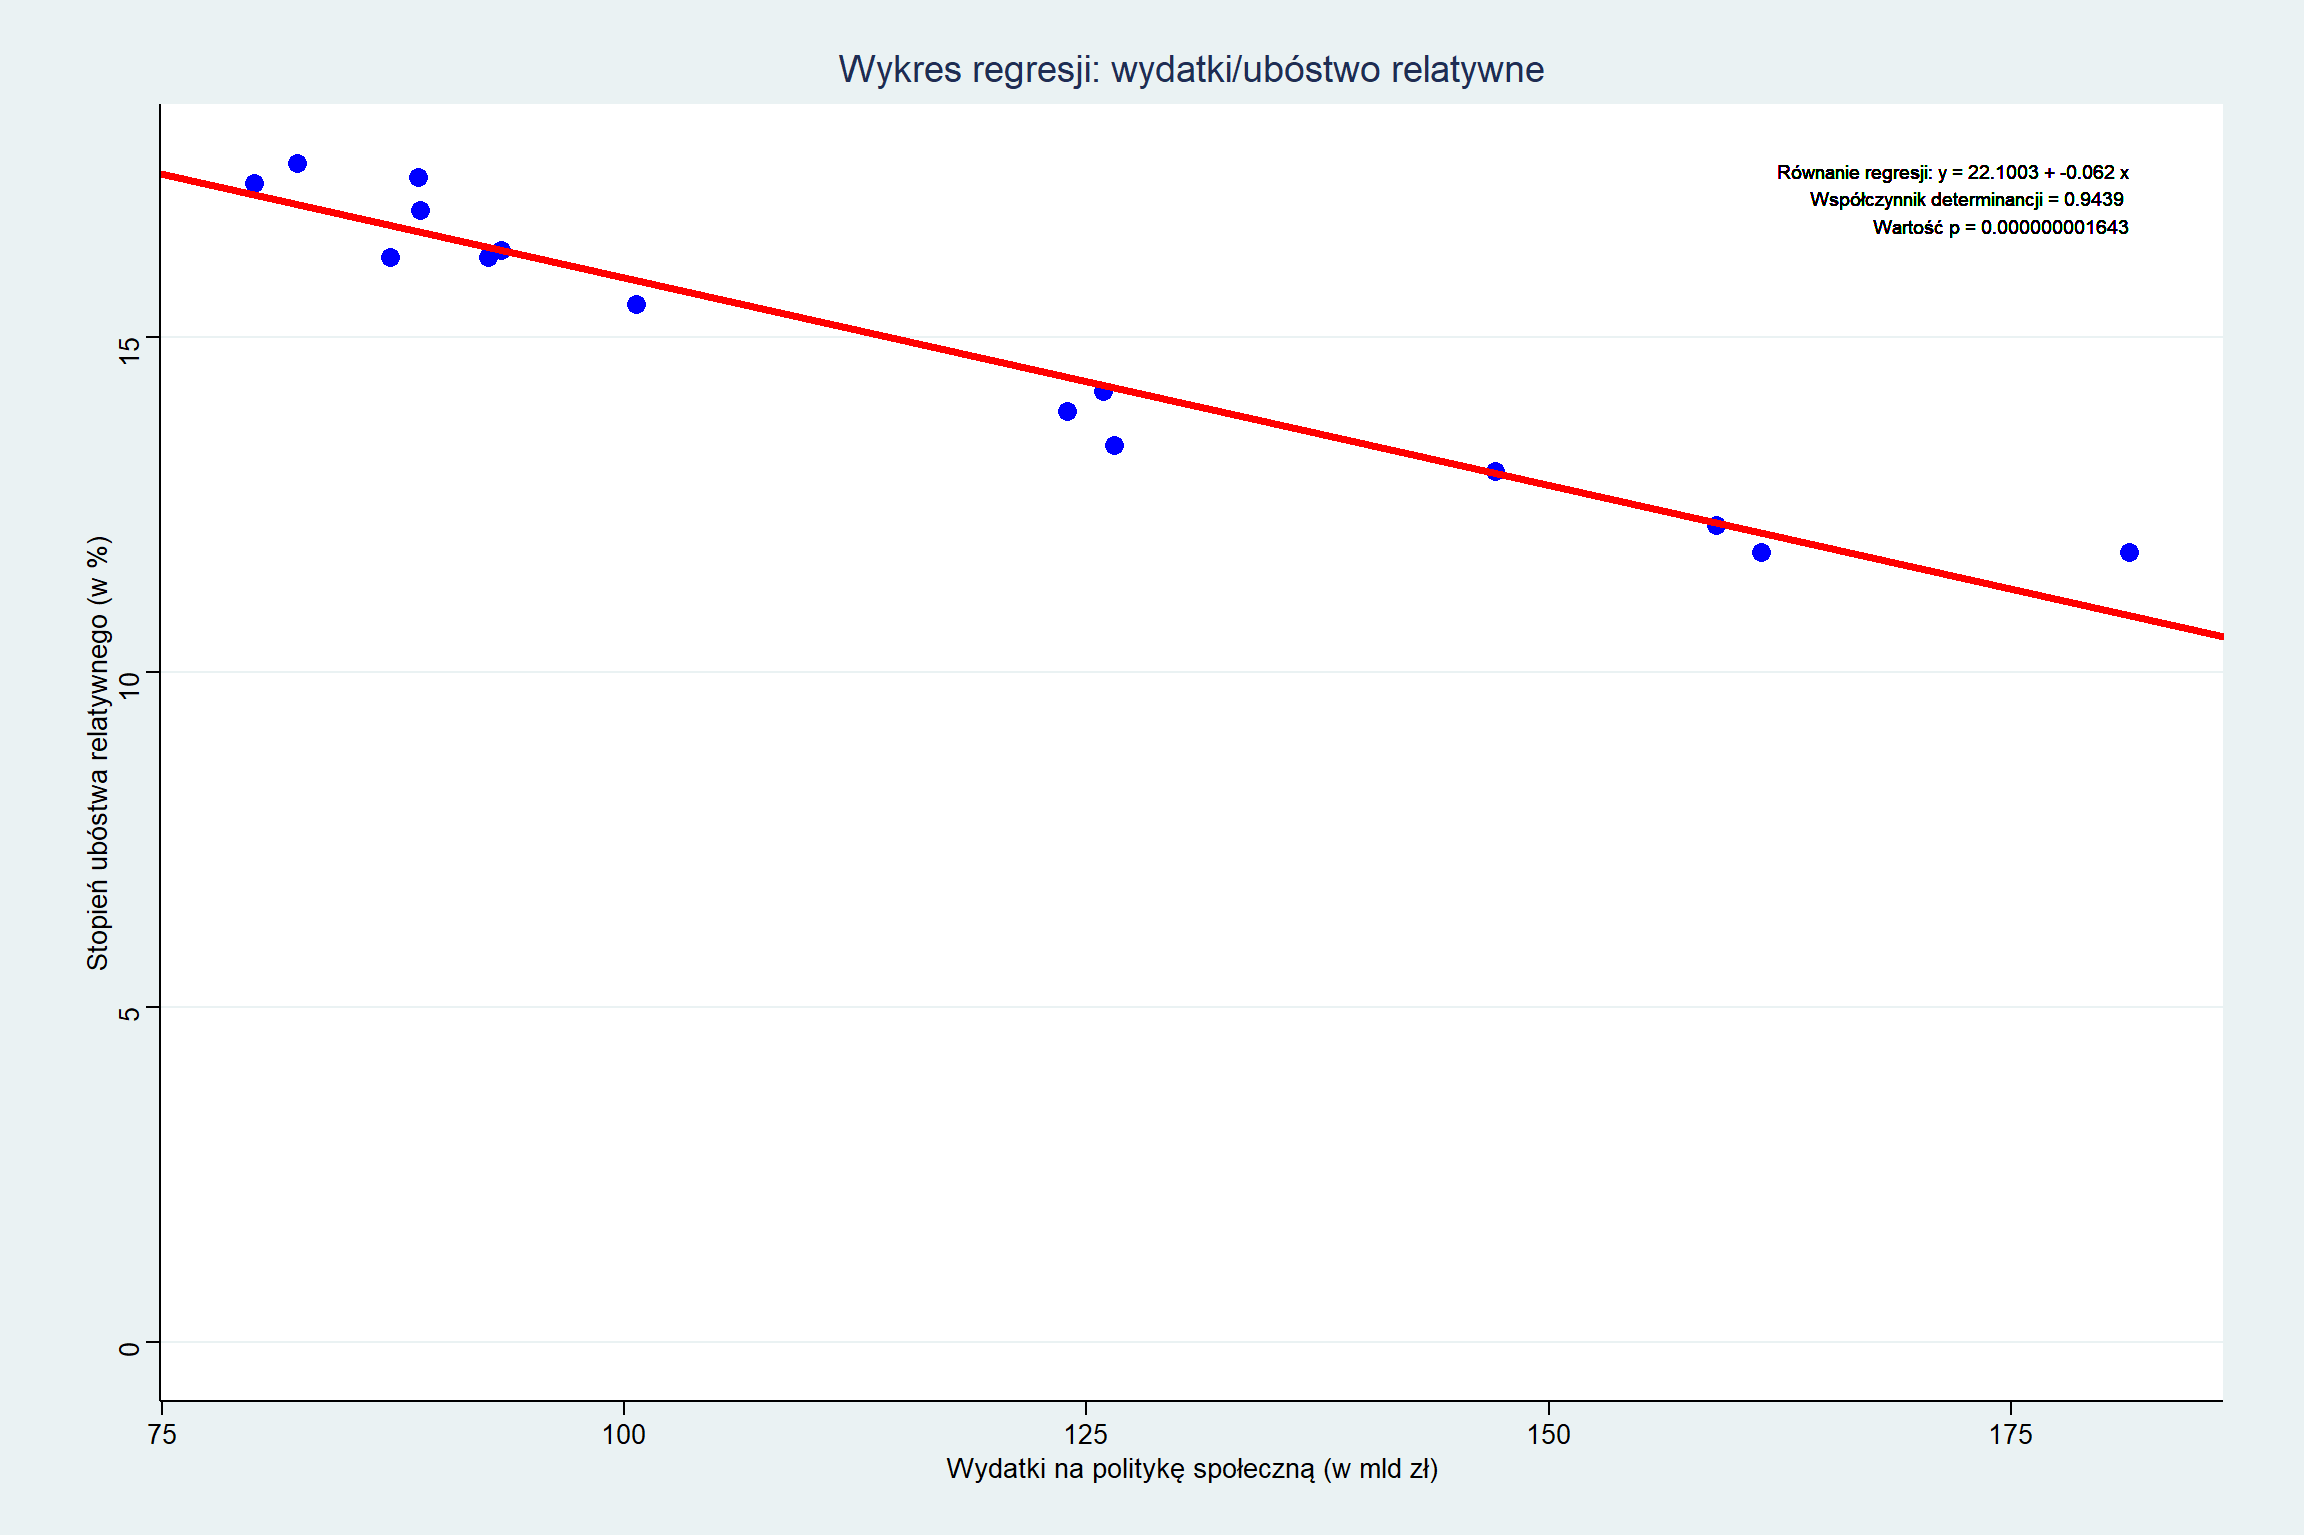 Wykres regresji: wydatki/ubóstwo relatywne
Równanie regresji: y = 22.1003 + -0.062 x
Współczynnik determinancji = 0.9439
Wartość p = 0.000000001643
Stopień ubóstwa relatywnego (w %)
15
10
5
0
75 100 125 150 175
Wydatki na politykę społeczną (w mld zł)